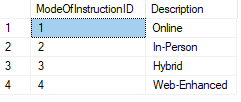 ModeOfInstructionID Description
1 1 Online
2 2 In-Person
3 3 Hybrid
4 4 Web-Enhanced